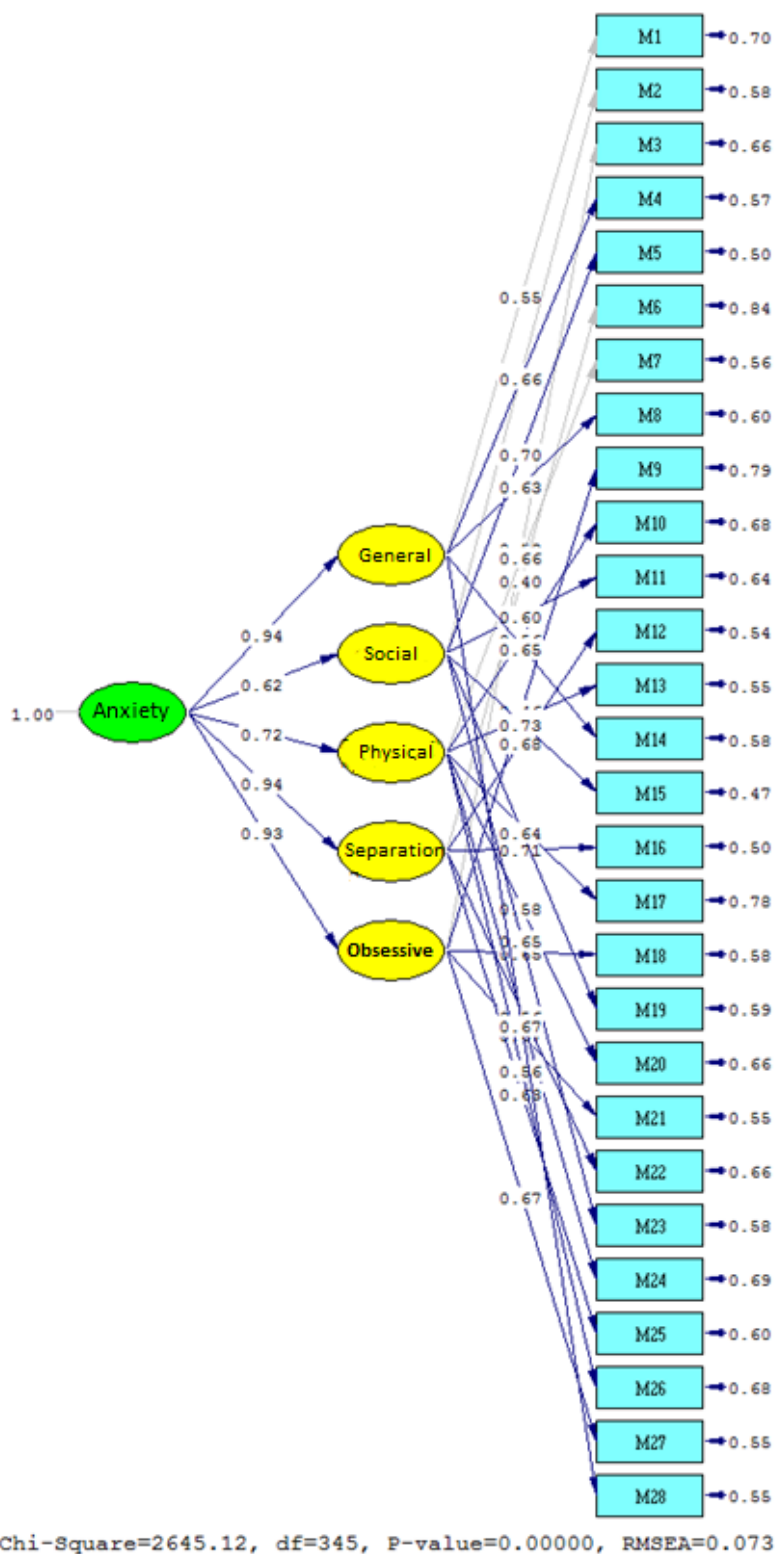 M1 0.70
M2 0.58
M3 0.66
M4 0.57
M5 0.50
0.55
M6 0.84
M7 0.56
0.66
M8 0.60
0.70
M9 0.79
0.63
M10 0.68
General
0.66
0.40
M11 0.64
0.60
M12 0.54
0.94
Social
0.65
0.62
M13 0.55
1.00
Anxiety
0.73
0.72
Physical
0.68
M14 0.58
0.94
M15 0.47
0.93
0.64
Separation
0.71
M16 0.50
M17 0.78
0.58
Obsessive
0.65
M18 0.58
M19 0.59
0.67
M20 0.66
0.56
0.68
M21 0.55
M22 0.66
0.67
M23 0.58
M24 0.69
M25 0.60
M26 0.68
M27 0.55
M28 0.55
Chi-Square=2645.12, df=345, P-value=0.00000, RMSEA=0.073